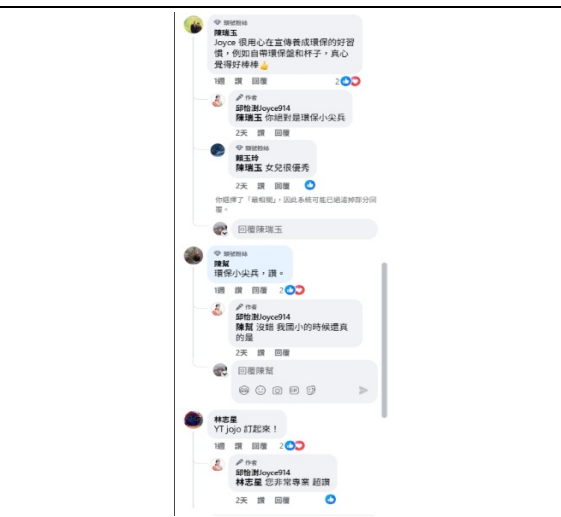 頭號粉絲
陳瑞玉
Joyce 很用心在宣傳養成環保的好習
慣，例如自帶環保盤和杯子，真心
覺得好棒棒👍
1週 讚 回覆 2
作者
邱怡澍Joyce914
陳瑞玉 你絕對是環保小尖兵
2天 讚 回覆
頭號粉絲
賴玉玲
陳瑞玉 女兒很優秀
2天 讚 回覆
你選擇了「最相關」，因此系統可能已過濾掉部分回
覆。
回覆陳瑞玉
頭號粉絲
陳幫
環保小尖兵，讚。
1週 讚 回覆 2
作者
邱怡澍Joyce914
陳幫 沒錯 我國小的時候還真
的是
2天 讚 回覆
回覆陳幫
GIF
林志星
YT jojo 訂起來！
1週 讚 回覆 2
作者
邱怡澍Joyce914
林志星 您非常專業 超讚
2天 讚 回覆